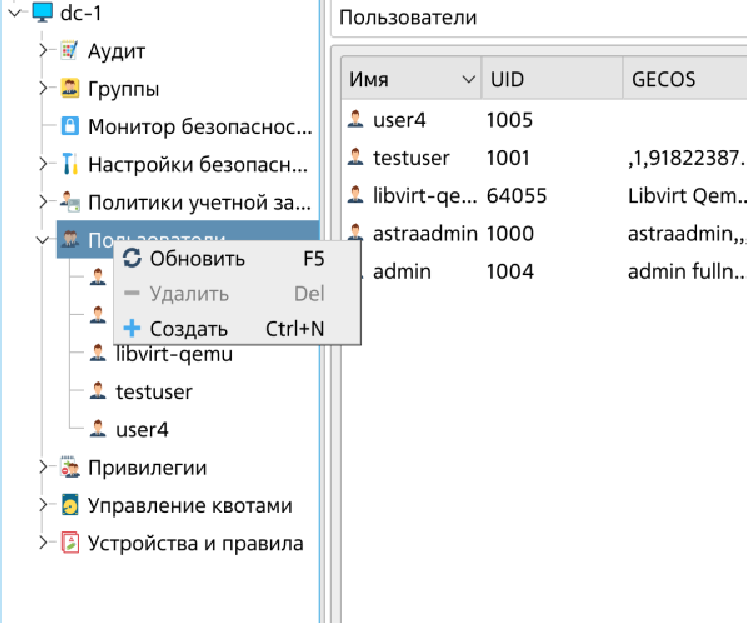 dc-1
Аудит
Группы
Монитор безопаснос...
Настройки безопасн...
Политики учетной за...
Пользователи
Обновить F5
Удалить Del
Создать Ctrl+N
libvirt-qemu
testuser
user4
Привилегии
Управление квотами
Устройства и правила
Пользователи
Имя UID GECOS
user4 1005
testuser 1001 ,1,91822387.
libvirt-qe... 64055 Libvirt Qem..
astraadmin 1000 astraadmin,,
admin 1004 admin fulln..